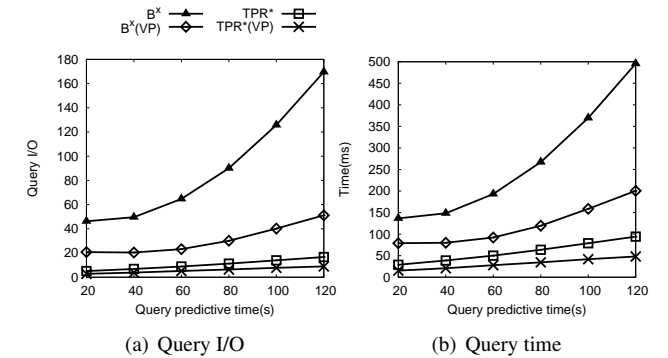 Bˣ TPR*
Bˣ(VP) TPR*(VP)
180
160
140
120
100
80
60
40
20
0
Query I/O
20 40 60 80 100 120
Query predictive time(s)
(a) Query I/O
500
450
400
350
300
250
200
150
100
50
0
Time(ms)
20 40 60 80 100 120
Query predictive time(s)
(b) Query time